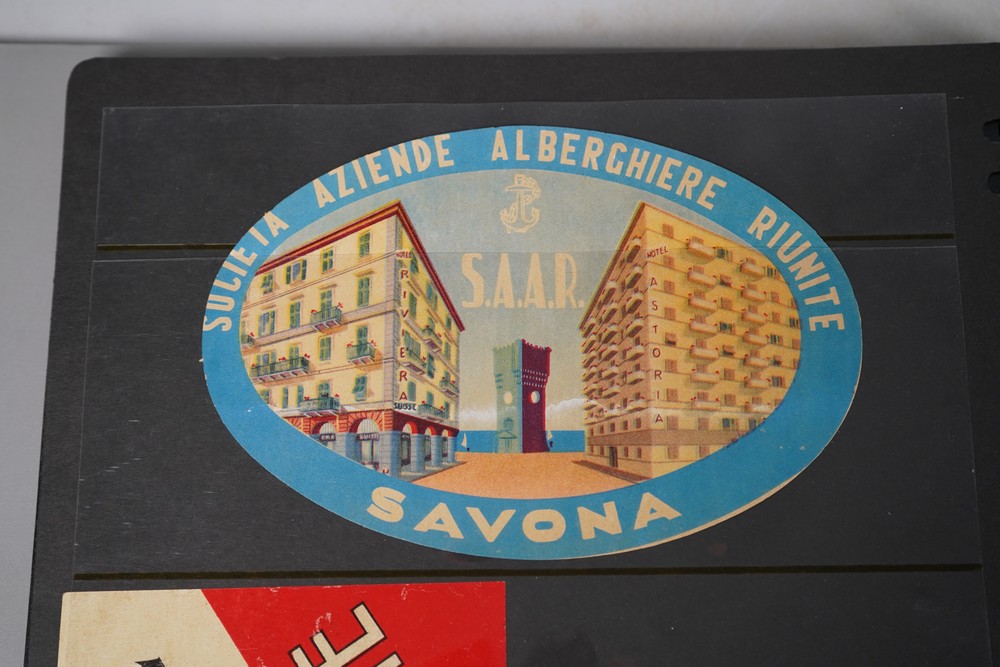 SOCIETA AZIENDE ALBERGHIERE RIUNITE
S.A.A.R.
HOTEL
RIVIERA
SUISSE
HOTEL
ASTORIA
SAVONA